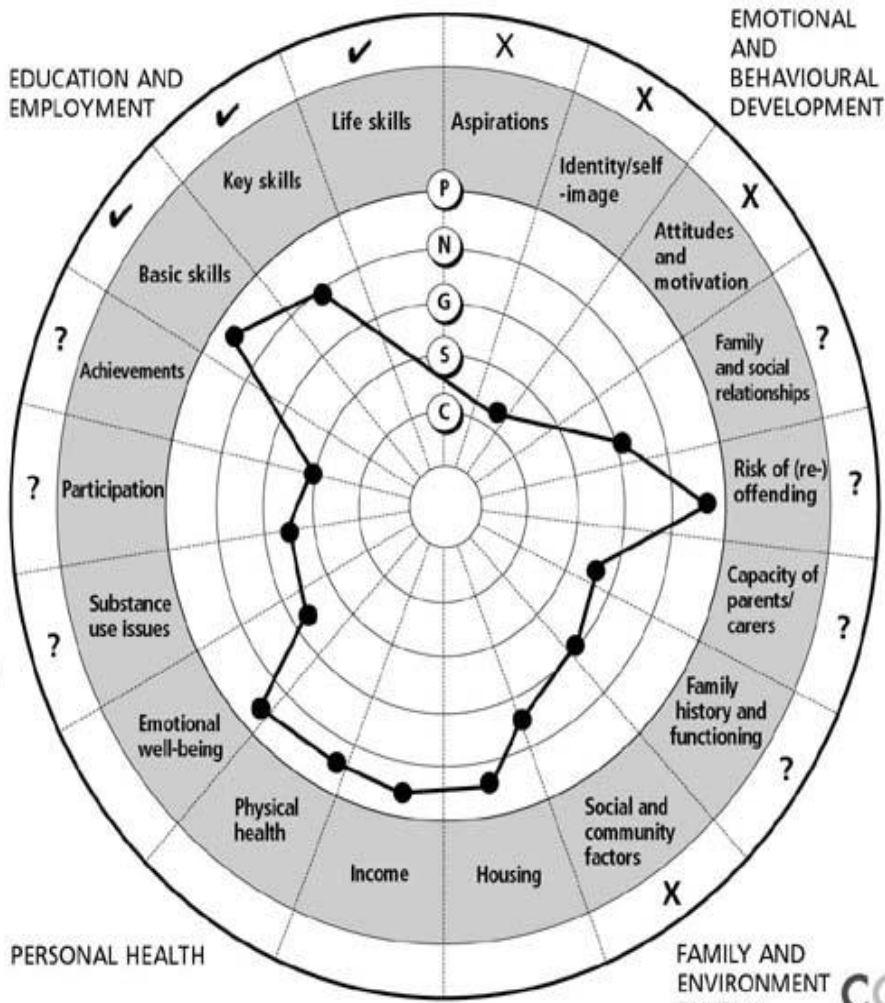 EDUCATION AND
EMPLOYMENT
EMOTIONAL
AND
BEHAVIOURAL
DEVELOPMENT
✓
X
X
X
?
?
?
?
X
?
?
?
✓
✓
Life skills
Aspirations
Identity/self
-image
Attitudes and
motivation
Family
and social
relationships
Risk of (re-)
offending
Capacity of
parents/
carers
Family
history and
functioning
Social and
community
factors
Housing
Income
Physical
health
Emotional
well-being
Substance
use issues
Participation
Achievements
Basic skills
Key skills
P
N
G
S
C
PERSONAL HEALTH
FAMILY AND
ENVIRONMENT